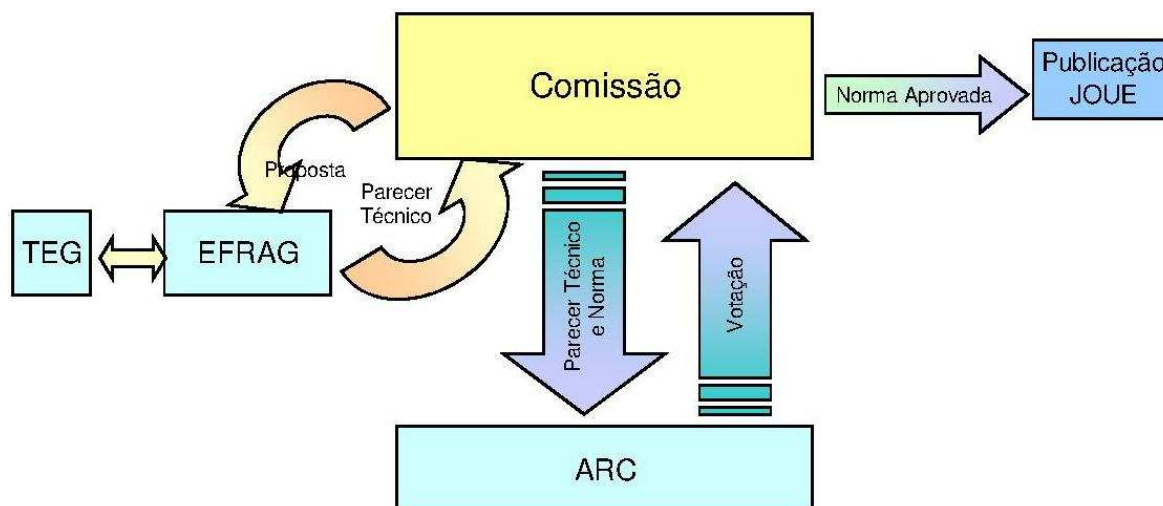 Comissão
Norma Aprovada
Publicação
JOUE
Proposta
Parecer
Técnico
TEG
EFRAG
Parecer Técnico
e Norma
Votação
ARC